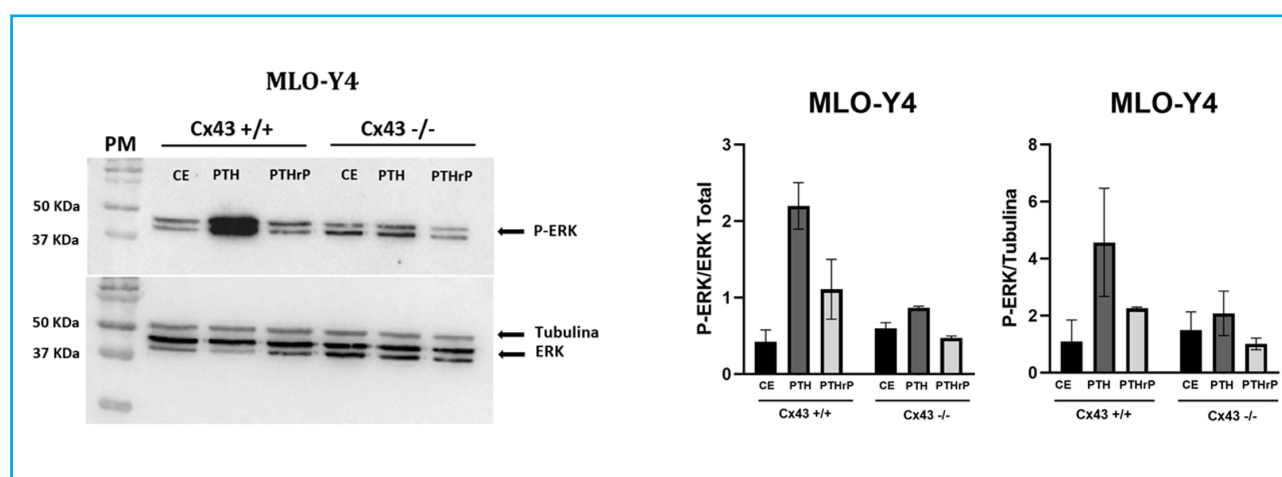 MLO-Y4
Cx43 +/+ Cx43 -/-
PM
CE PTH PTHrP CE PTH PTHrP
50 KDa
37 KDa
P-ERK
50 KDa
37 KDa
Tubulina
ERK
MLO-Y4
P-ERK/ERK Total
3
2
1
0
CE PTH PTHrP CE PTH PTHrP
Cx43 +/+ Cx43 -/-
MLO-Y4
P-ERK/Tubulina
8
6
4
2
0
CE PTH PTHrP CE PTH PTHrP
Cx43 +/+ Cx43 -/-